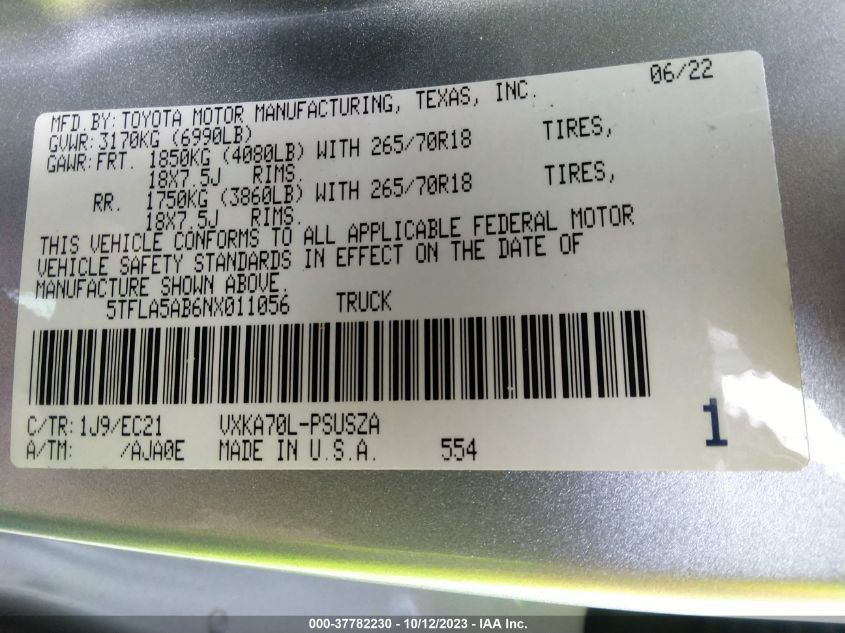 MFD.BY:TOYOTA MOTOR MANUFACTURING, TEXAS, INC. 06/22
GVWR:3170KG (6990LB)
GAWR:FRT. 1850KG (4080LB) WITH 265/70R18 TIRES,
18X7.5J RIMS.
RR. 1750KG (3860LB) WITH 265/70R18 TIRES,
18X7.5J RIMS.
THIS VEHICLE CONFORMS TO ALL APPLICABLE FEDERAL MOTOR
VEHICLE SAFETY STANDARDS IN EFFECT ON THE DATE OF
MANUFACTURE SHOWN ABOVE.
5TFLA5AB6NX011056 TRUCK
C/TR:1J9/EC21 VXKA70L-PSUSZA
A/TM: /AJA0E MADE IN U.S.A. 554
1
000-37782230 - 10/12/2023 - IAA Inc.